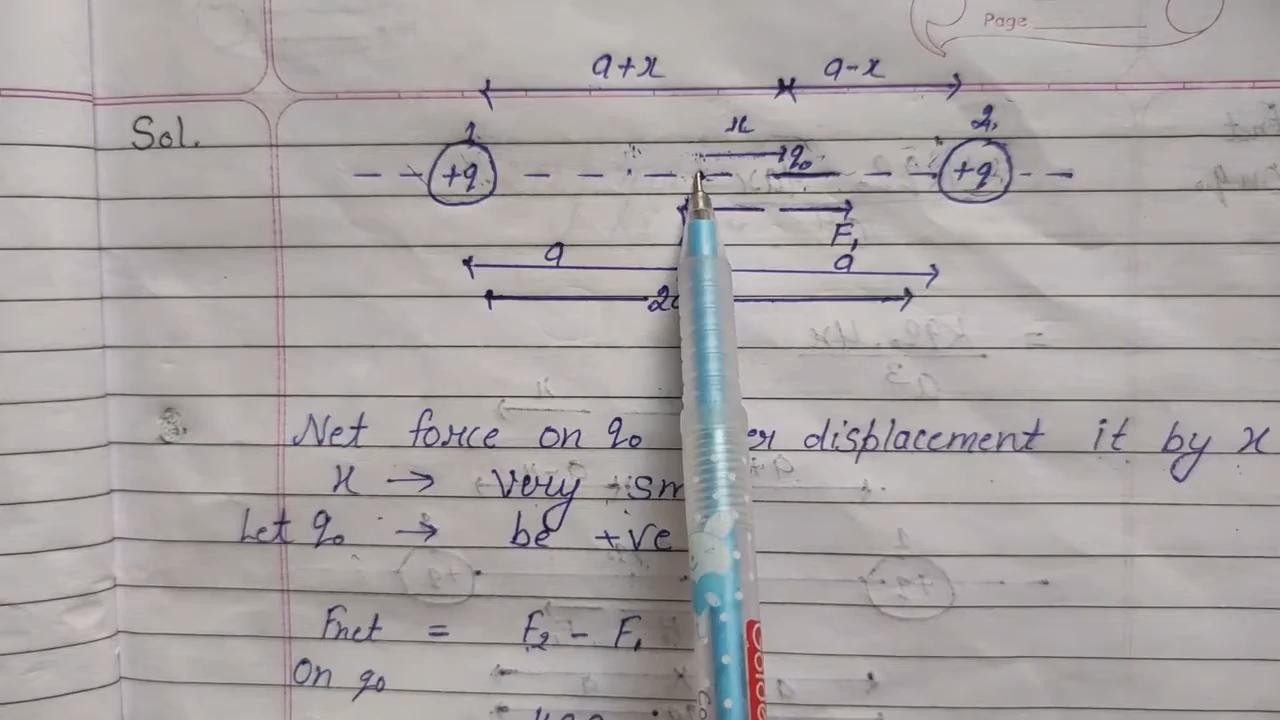 Page
a+x a-x
Sol.
1 x 2
+q q₀ +q
F₁
a a
Net force on q₀ displacement it by x
x → very
Let q₀ → be +ve
Fnet = F₂ - F₁
On q₀